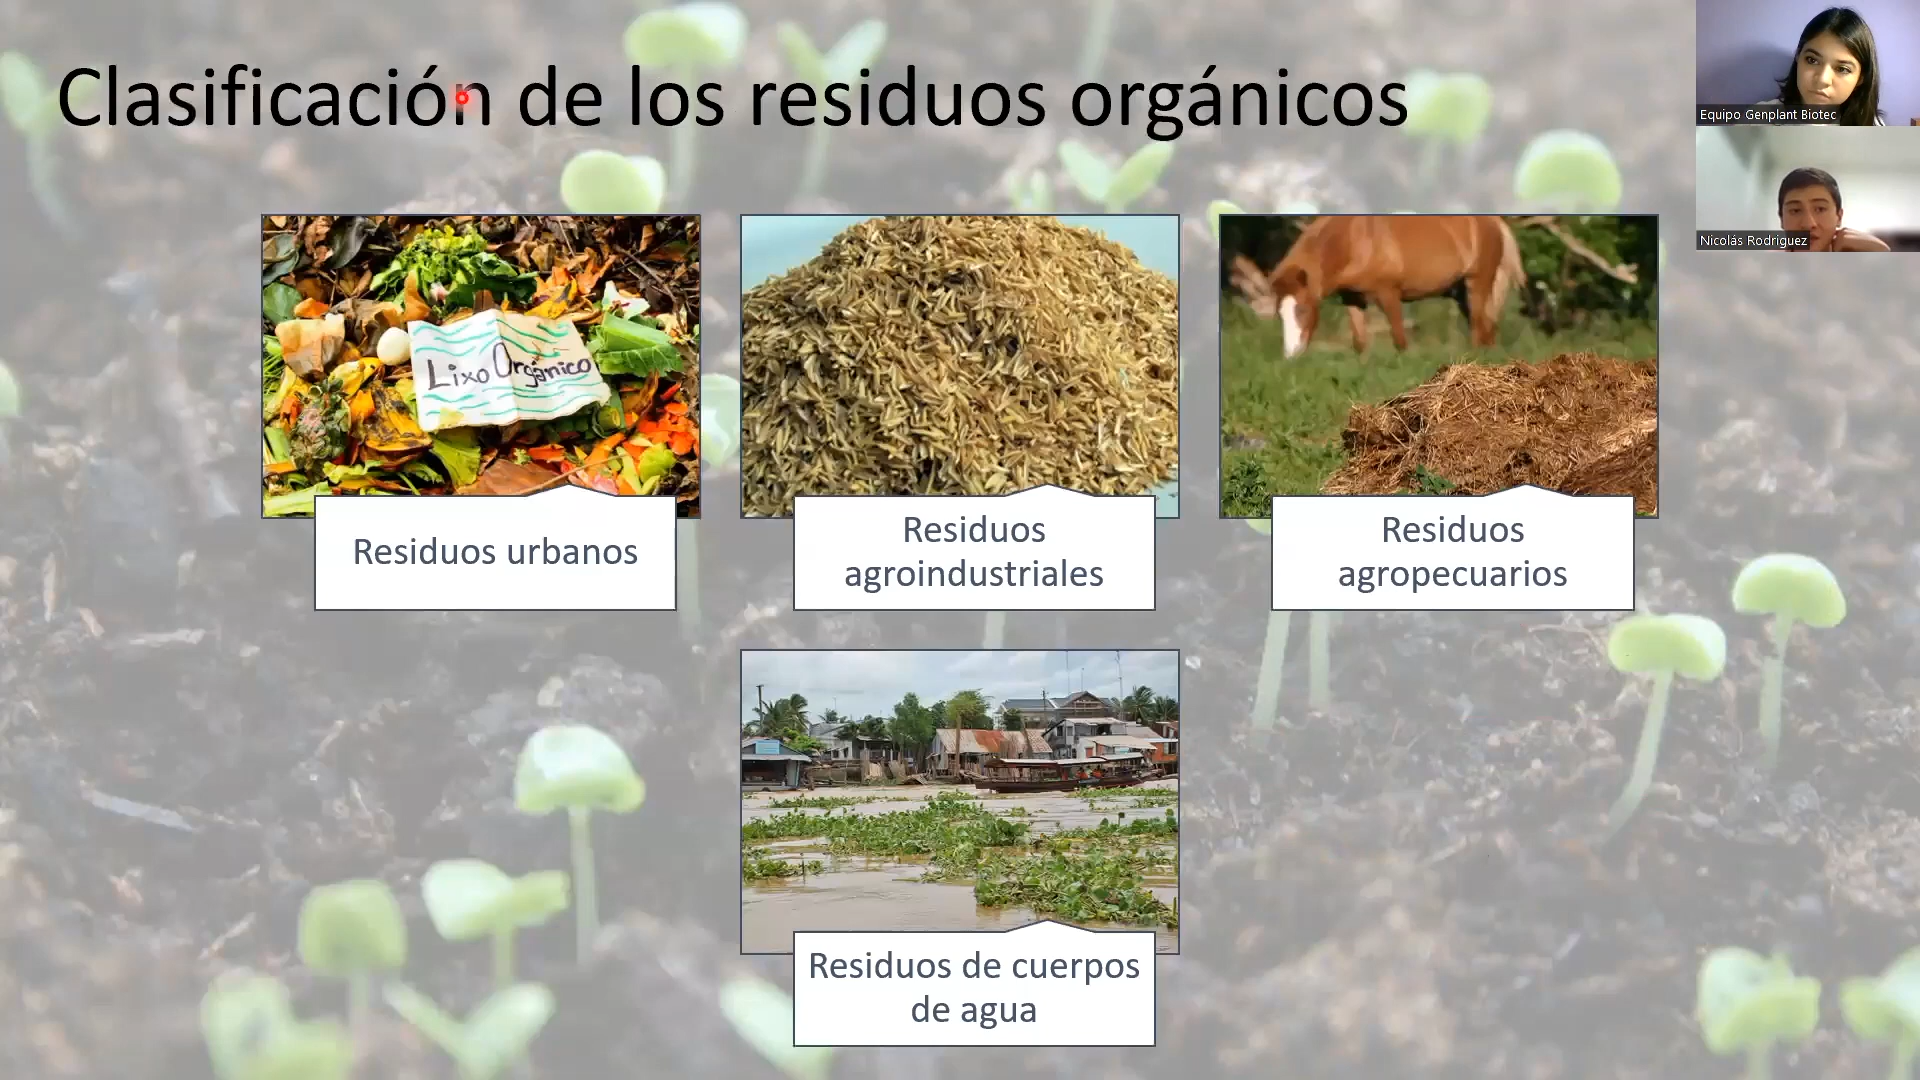 Clasificación de los residuos orgánicos
Equipo Genplant Biotec
Nicolás Rodriguez
Lixo Orgánico
Residuos urbanos
Residuos
agroindustriales
Residuos
agropecuarios
Residuos de cuerpos
de agua